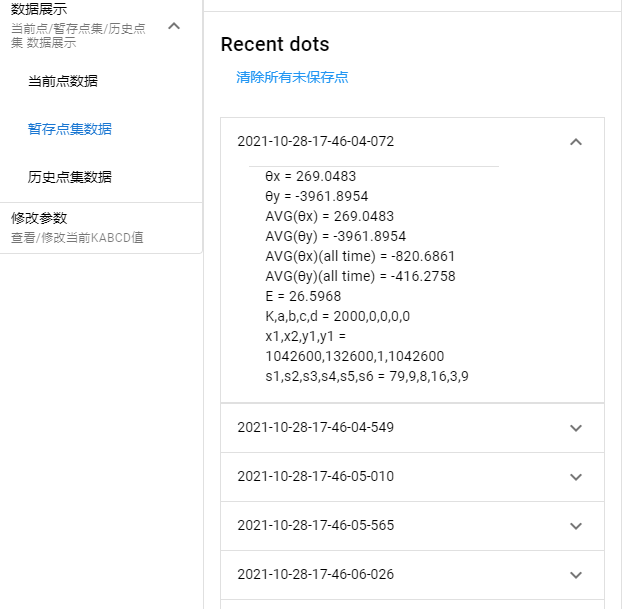 数据展示
当前点/暂存点集/历史点
集 数据展示
当前点数据
暂存点集数据
历史点集数据
修改参数
查看/修改当前KABCD值
Recent dots
清除所有未保存点
2021-10-28-17-46-04-072
θx = 269.0483
θy = -3961.8954
AVG(θx) = 269.0483
AVG(θy) = -3961.8954
AVG(θx)(all time) = -820.6861
AVG(θy)(all time) = -416.2758
E = 26.5968
K,a,b,c,d = 2000,0,0,0,0
x1,x2,y1,y1 =
1042600,132600,1,1042600
s1,s2,s3,s4,s5,s6 = 79,9,8,16,3,9
2021-10-28-17-46-04-549
2021-10-28-17-46-05-010
2021-10-28-17-46-05-565
2021-10-28-17-46-06-026